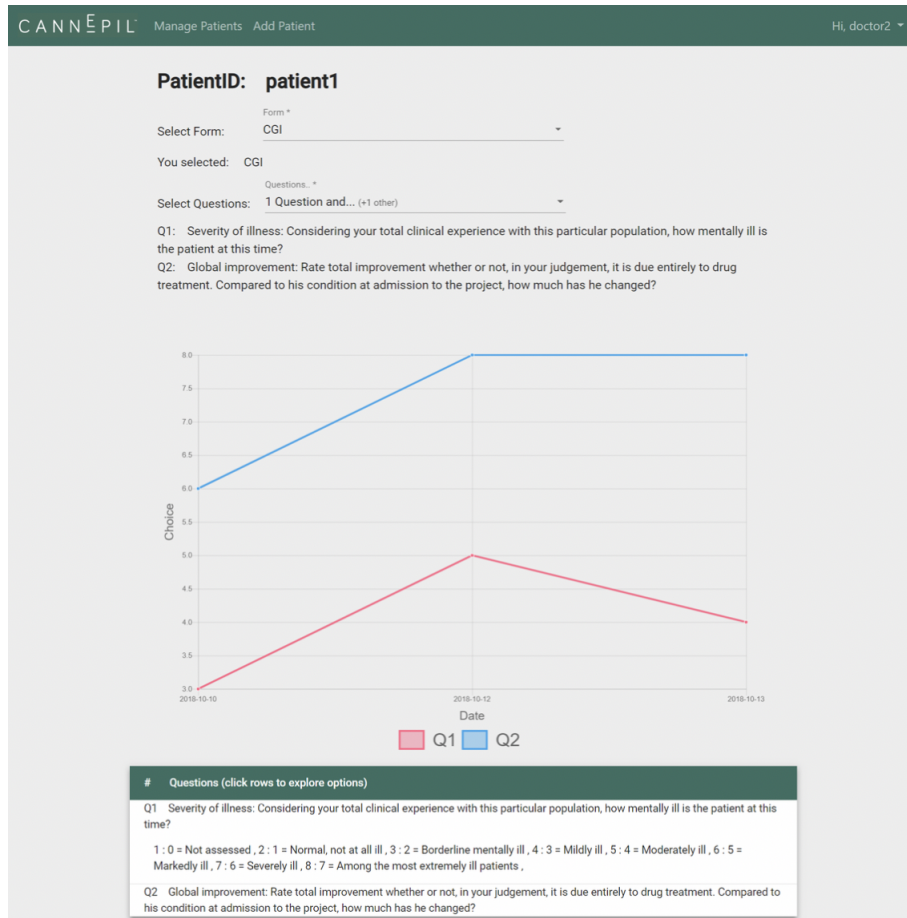 CANNEPIL™ Manage Patients Add Patient Hi, doctor2
PatientID: patient1
Form *
Select Form: CGI
You selected: CGI
Questions.. *
Select Questions: 1 Question and... (+1 other)
Q1: Severity of illness: Considering your total clinical experience with this particular population, how mentally ill is
the patient at this time?
Q2: Global improvement: Rate total improvement whether or not, in your judgement, it is due entirely to drug
treatment. Compared to his condition at admission to the project, how much has he changed?
8.0
7.5
7.0
6.5
6.0
5.5
5.0
4.5
4.0
3.5
3.0
Choice
2018-10-10 2018-10-12 2018-10-13
Date
Q1 Q2
# Questions (click rows to explore options)
Q1 Severity of illness: Considering your total clinical experience with this particular population, how mentally ill is the patient at this
time?
1 : 0 = Not assessed , 2 : 1 = Normal, not at all ill , 3 : 2 = Borderline mentally ill , 4 : 3 = Mildly ill , 5 : 4 = Moderately ill , 6 : 5 =
Markedly ill , 7 : 6 = Severely ill , 8 : 7 = Among the most extremely ill patients ,
Q2 Global improvement: Rate total improvement whether or not, in your judgement, it is due entirely to drug treatment. Compared to
his condition at admission to the project, how much has he changed?